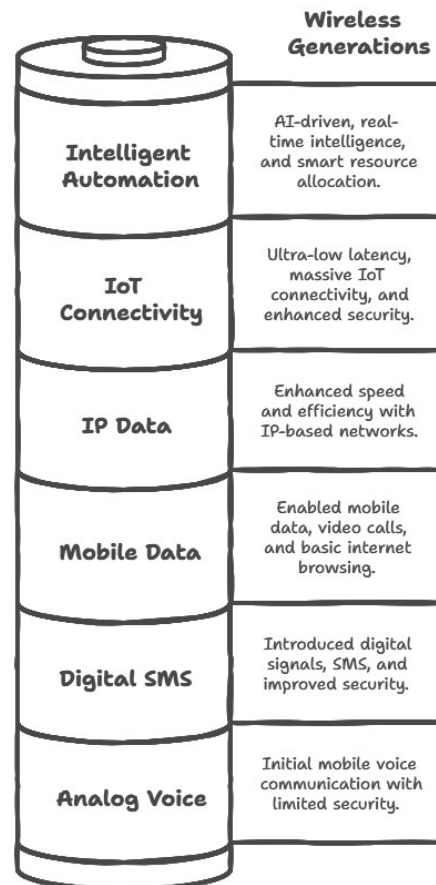 Wireless
Generations
Intelligent
Automation
AI-driven, real-
time intelligence,
and smart resource
allocation.
IoT
Connectivity
Ultra-low latency,
massive IoT
connectivity, and
enhanced security.
IP Data
Enhanced speed
and efficiency with
IP-based networks.
Mobile Data
Enabled mobile
data, video calls,
and basic internet
browsing.
Digital SMS
Introduced digital
signals, SMS, and
improved security.
Analog Voice
Initial mobile voice
communication with
limited security.